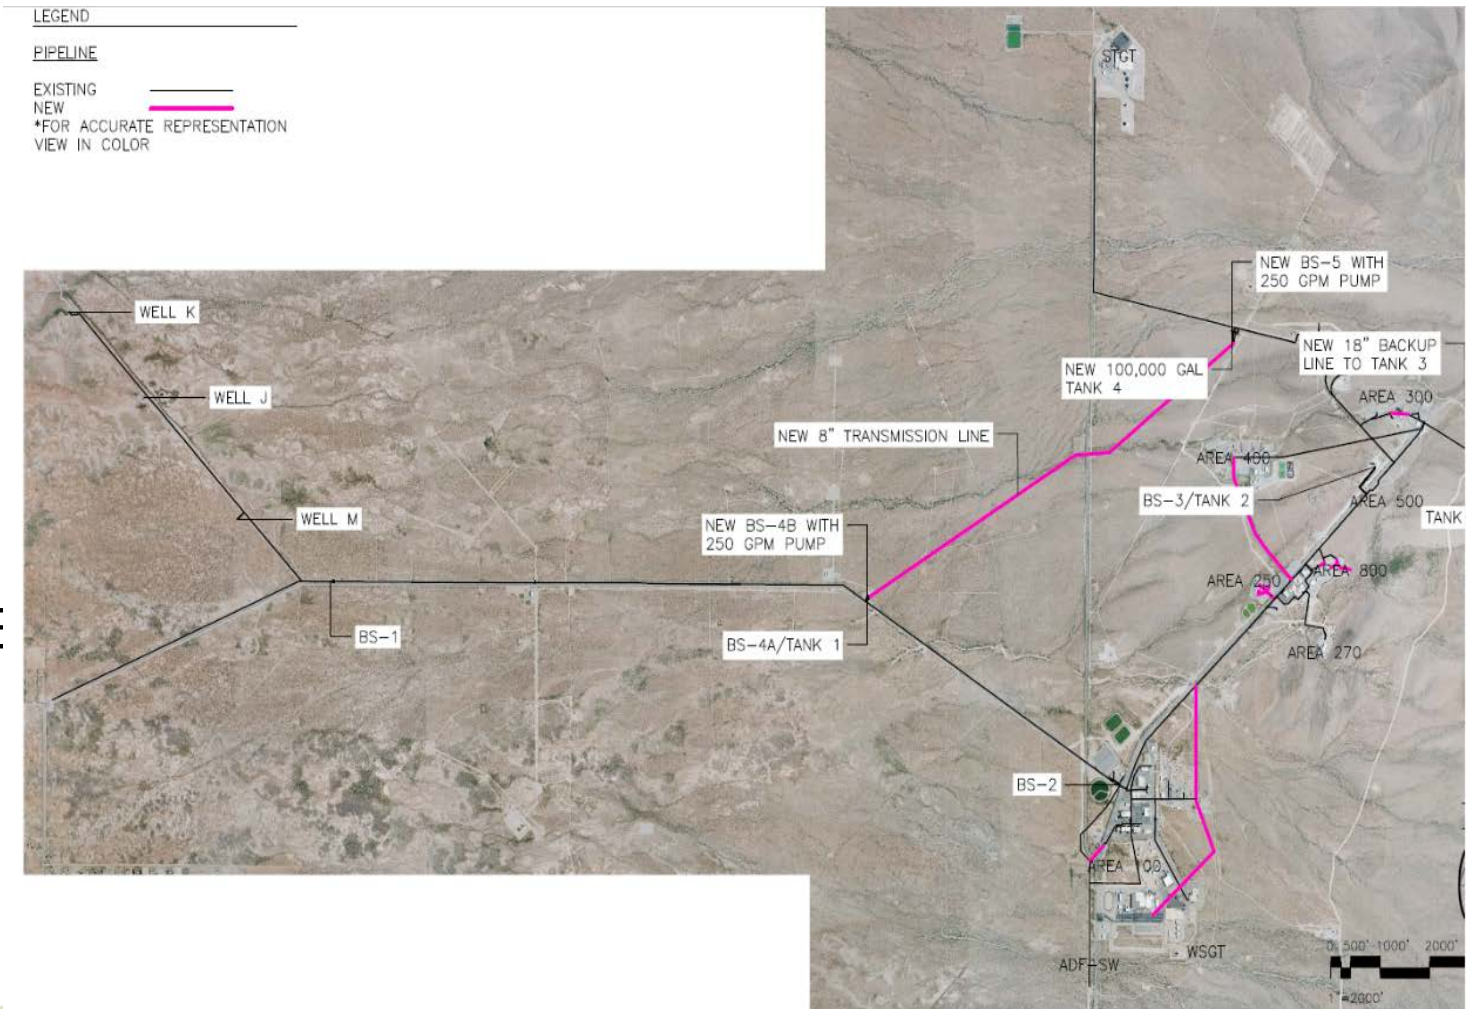 LEGEND
PIPELINE
EXISTING
NEW
*FOR ACCURATE REPRESENTATION
VIEW IN COLOR
STGT
NEW BS-5 WITH
250 GPM PUMP
WELL K
NEW 18" BACKUP
LINE TO TANK 3
NEW 100,000 GAL
TANK 4
WELL J
AREA 300
NEW 8" TRANSMISSION LINE
AREA 400
BS-3/TANK 2
AREA 500
TANK
WELL M
NEW BS-4B WITH
250 GPM PUMP
AREA 250
AREA 800
BS-1
BS-4A/TANK 1
AREA 270
BS-2
AREA 100
WSGT
ADF-SW
0 500' 1000' 2000'
1"=2000'